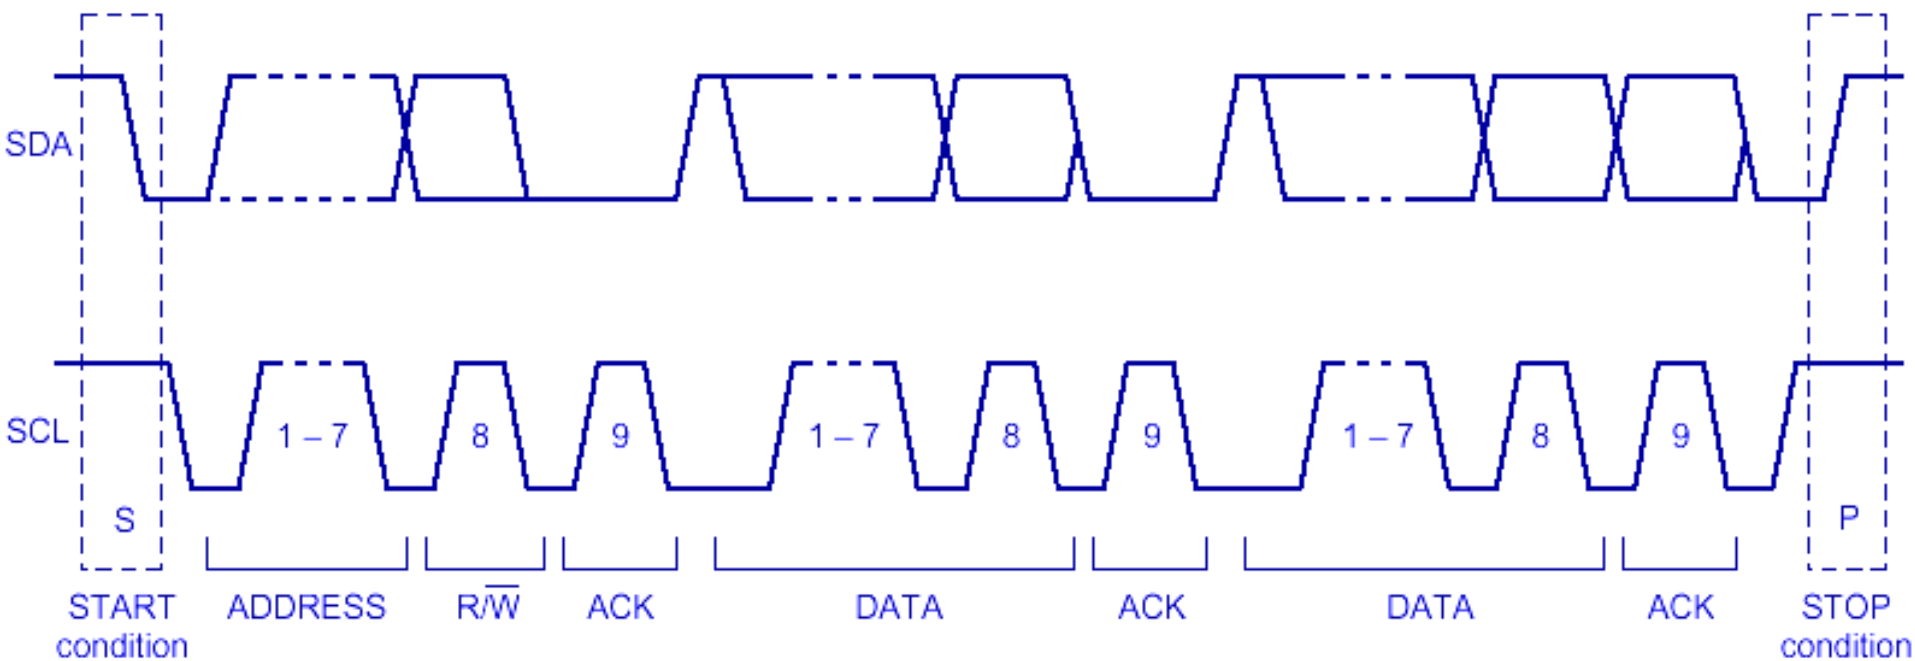 SDA
SCL
1 – 7
8
9
1 – 7
8
9
1 – 7
8
9
S
P
START condition
ADDRESS
R/W̅
ACK
DATA
ACK
DATA
ACK
STOP condition